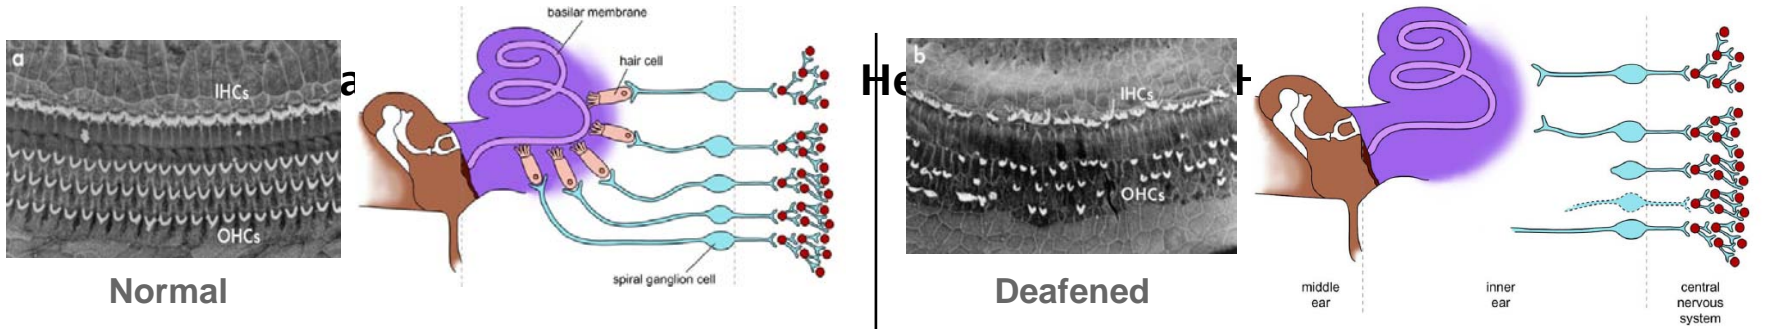 basilar membrane
hair cell
a
IHCs
OHCs
Normal
spiral ganglion cell
He
b
IHCs
OHCs
Deafened
middle
ear
inner
ear
central
nervous
system